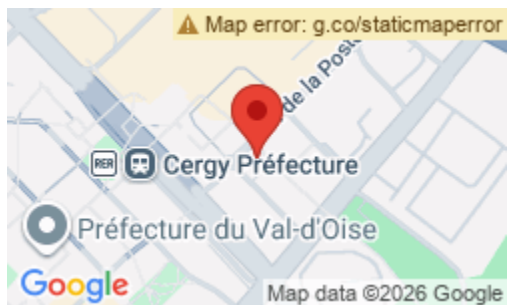 Map error: g.co/staticmaperror
de la Poste
RER
Cergy Préfecture
Préfecture du Val-d'Oise
Google
Map data ©2026 Google